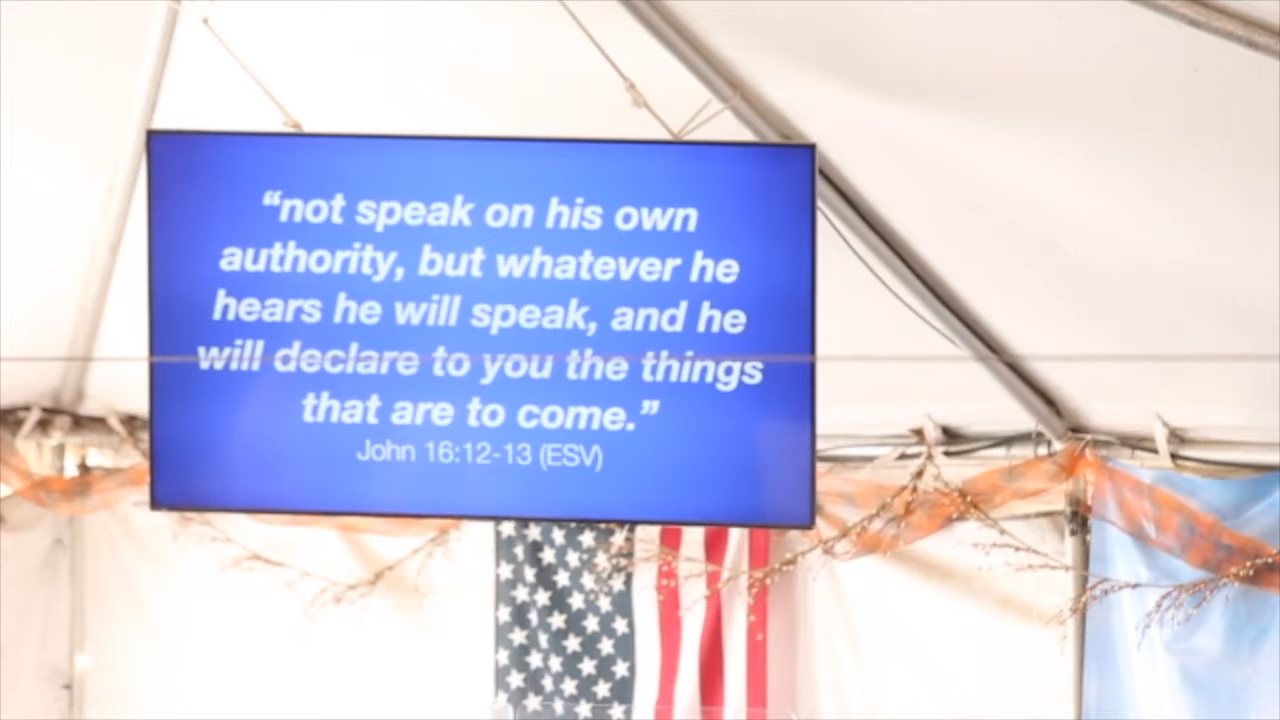 “not speak on his own
authority, but whatever he
hears he will speak, and he
will declare to you the things
that are to come.”
John 16:12-13 (ESV)